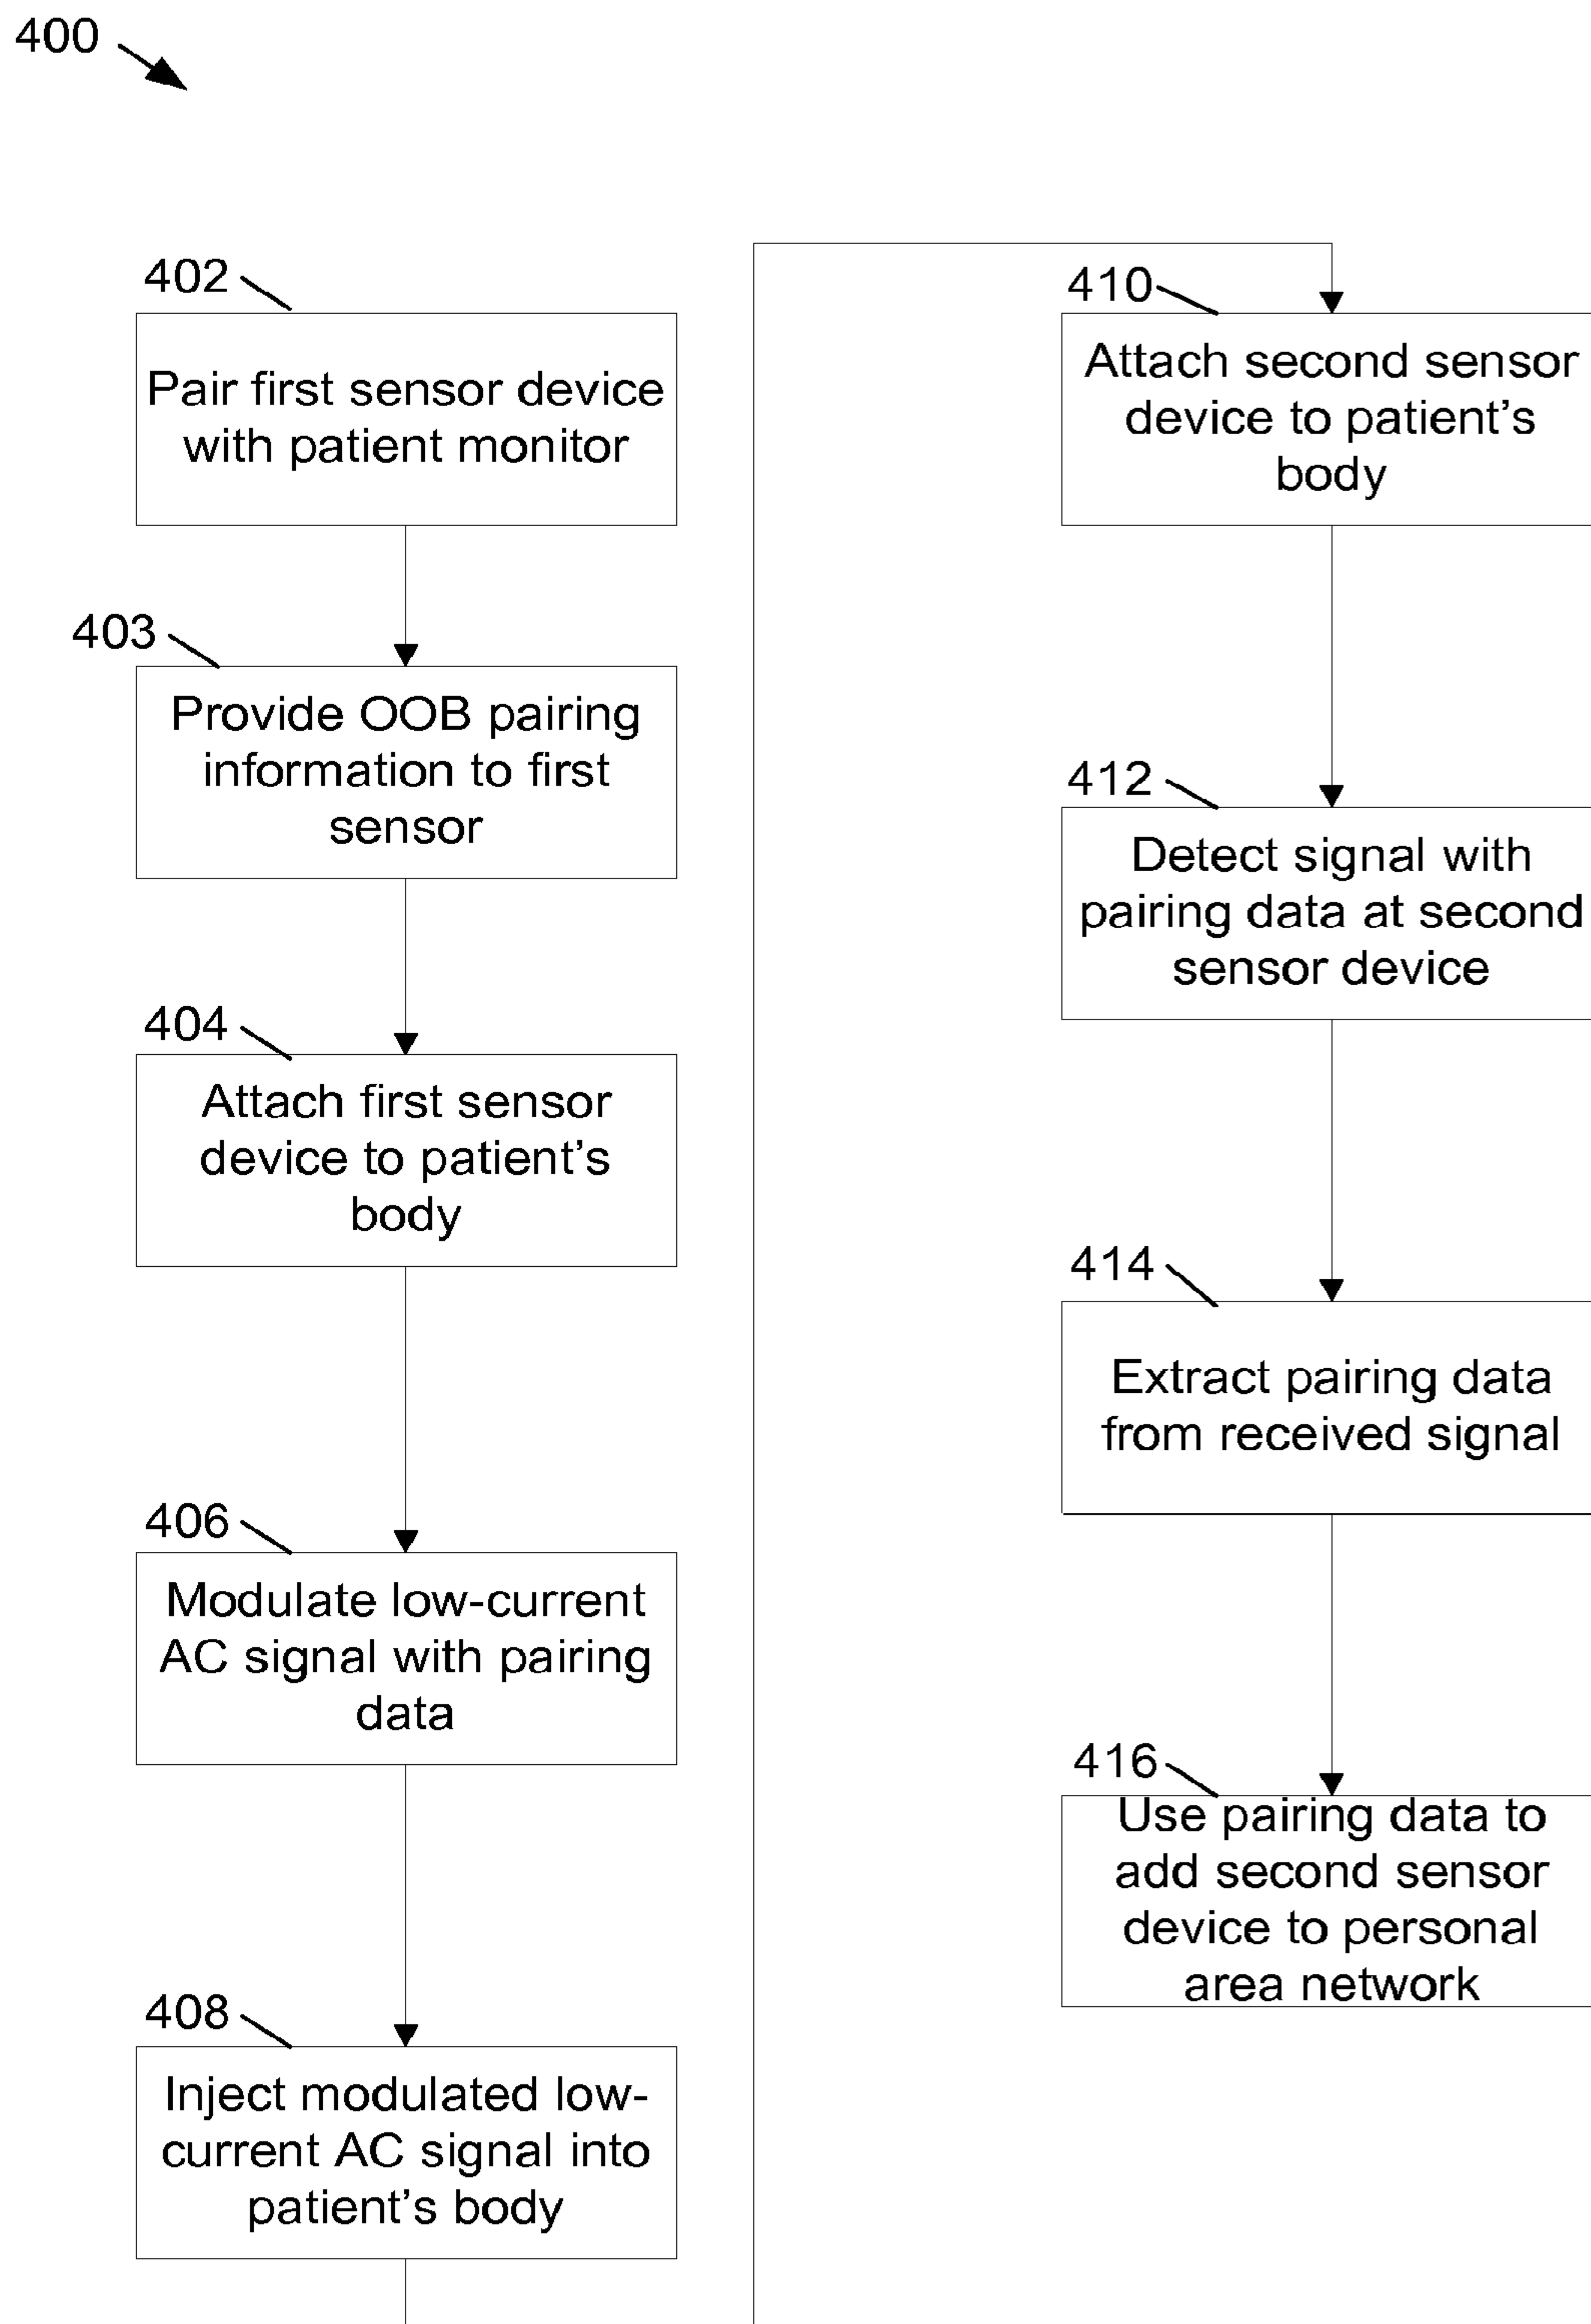 400
402
Pair first sensor device
with patient monitor
403
Provide OOB pairing
information to first
sensor
404
Attach first sensor
device to patient's
body
406
Modulate low-current
AC signal with pairing
data
408
Inject modulated low-
current AC signal into
patient's body
410
Attach second sensor
device to patient's
body
412
Detect signal with
pairing data at second
sensor device
414
Extract pairing data
from received signal
416
Use pairing data to
add second sensor
device to personal
area network